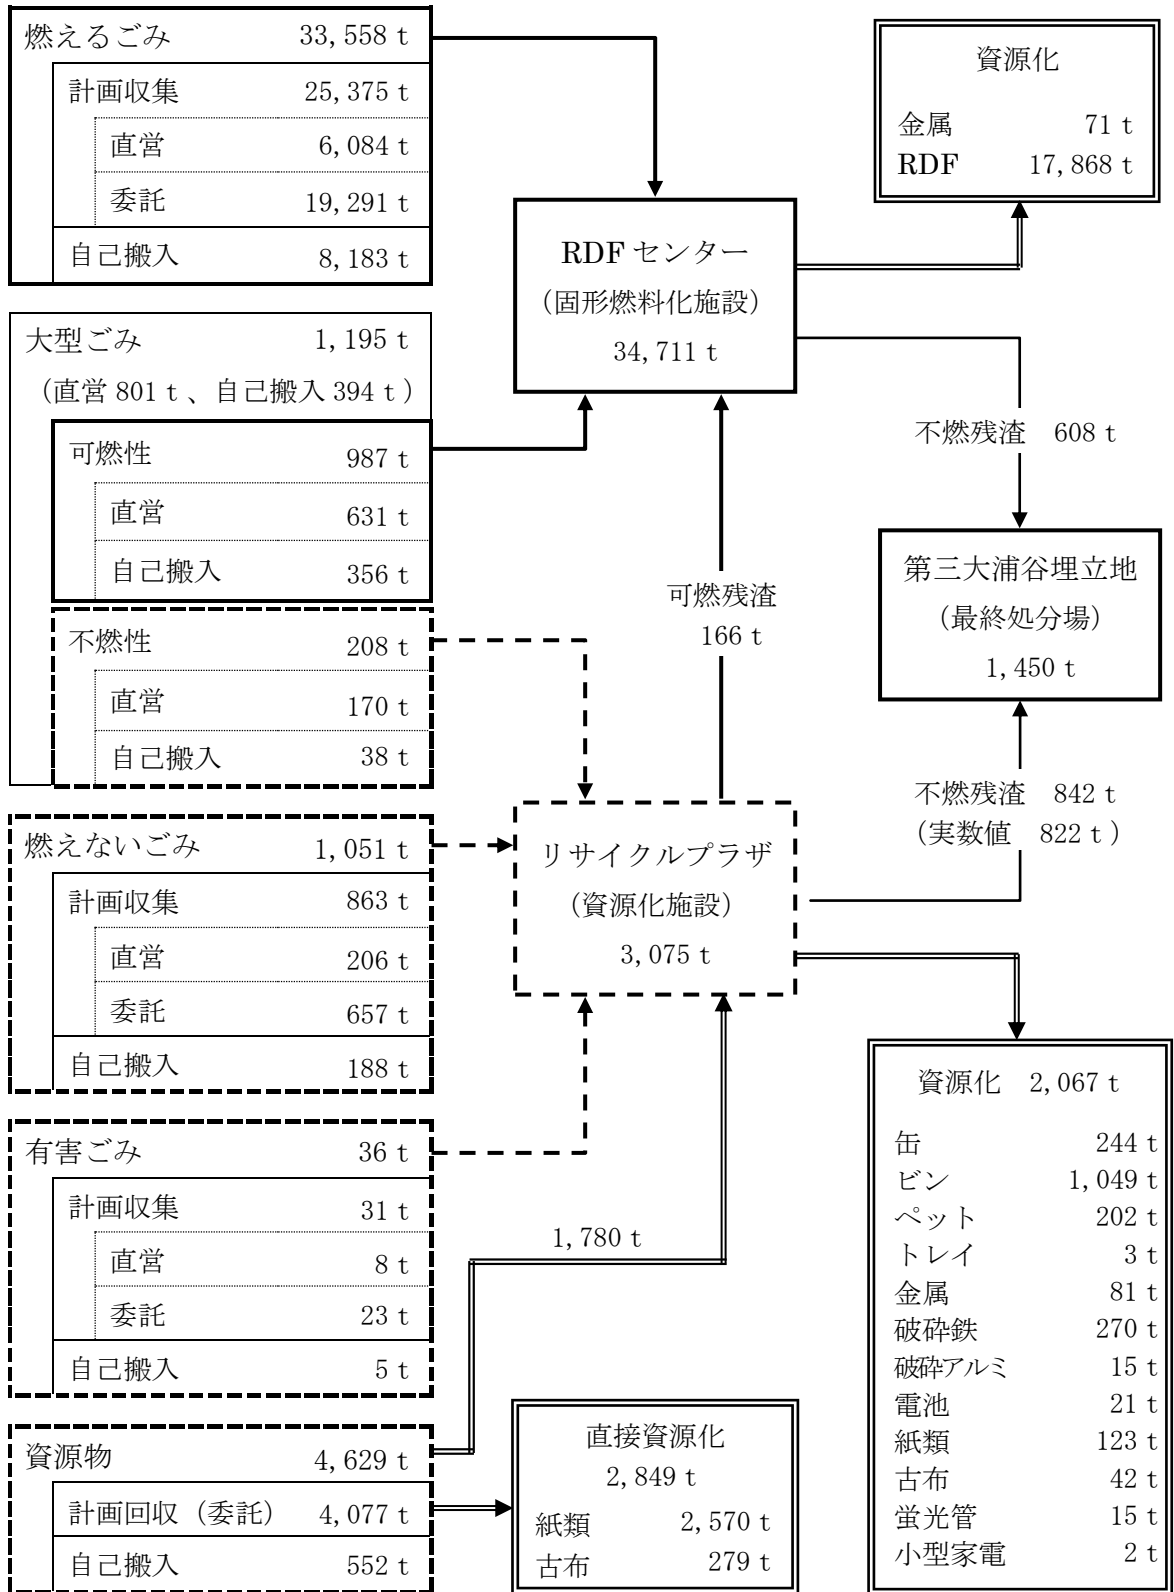 燃えるごみ 33,558 t
計画収集 25,375 t
直営 6,084 t
委託 19,291 t
自己搬入 8,183 t
大型ごみ 1,195 t
（直営 801 t 、自己搬入 394 t ）
可燃性 987 t
直営 631 t
自己搬入 356 t
不燃性 208 t
直営 170 t
自己搬入 38 t
燃えないごみ 1,051 t
計画収集 863 t
直営 206 t
委託 657 t
自己搬入 188 t
有害ごみ 36 t
計画収集 31 t
直営 8 t
委託 23 t
自己搬入 5 t
資源物 4,629 t
計画回収（委託） 4,077 t
自己搬入 552 t
RDF センター
（固形燃料化施設）
34,711 t
可燃残渣
166 t
リサイクルプラザ
（資源化施設）
3,075 t
1,780 t
直接資源化
2,849 t
紙類 2,570 t
古布 279 t
資源化
金属 71 t
RDF 17,868 t
不燃残渣 608 t
第三大浦谷埋立地
（最終処分場）
1,450 t
不燃残渣 842 t
（実数値 822 t ）
資源化 2,067 t
缶 244 t
ビン 1,049 t
ペット 202 t
トレイ 3 t
金属 81 t
破砕鉄 270 t
破砕アルミ 15 t
電池 21 t
紙類 123 t
古布 42 t
蛍光管 15 t
小型家電 2 t